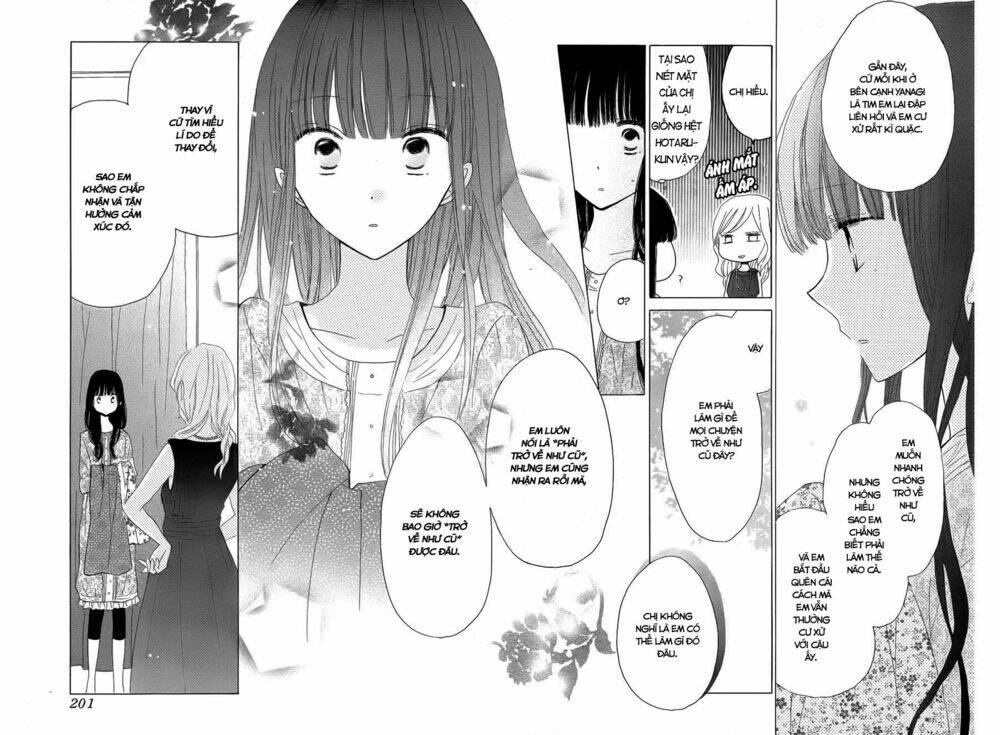 GẦN ĐÂY,
CỨ MỖI KHI Ở
BÊN CẠNH YANAGI
LÀ TIM EM LẠI ĐẬP
LIÊN HỒI VÀ EM CƯ
XỬ RẤT KÌ QUẶC.
EM
MUỐN
NHANH
CHÓNG
TRỞ VỀ
NHƯ
CŨ,
NHƯNG
KHÔNG
HIỂU
SAO EM
CHẲNG
BIẾT PHẢI
LÀM THẾ
NÀO CẢ.
VÀ EM
BẮT ĐẦU
QUÊN CÁI
CÁCH MÀ
EM VẪN
THƯỜNG
CƯ XỬ
VỚI CẬU
ẤY.
CHỊ HIỂU.
ÁNH MẮT
ẤM ÁP.
TẠI SAO
NÉT MẶT
CỦA CHỊ
ẤY LẠI
GIỐNG HỆT
HOTARU-
KUN VẬY?
?
VẬY
EM PHẢI
LÀM GÌ ĐỂ
MỌI CHUYỆN
TRỞ VỀ NHƯ
CŨ ĐÂY?
CHỊ KHÔNG
NGHĨ LÀ EM CÓ
THỂ LÀM GÌ ĐÓ
ĐÂU.
Ơ?
EM LUÔN
NÓI LÀ "PHẢI
TRỞ VỀ NHƯ CŨ",
NHƯNG EM CŨNG
NHẬN RA RỒI MÀ,
SẼ KHÔNG
BAO GIỜ "TRỞ
VỀ NHƯ CŨ"
ĐƯỢC ĐÂU.
THAY VÌ
CỨ TÌM HIỂU
LÍ DO ĐỂ
THAY ĐỔI,
SAO EM
KHÔNG CHẤP
NHẬN VÀ TẬN
HƯỞNG CẢM
XÚC ĐÓ.
201